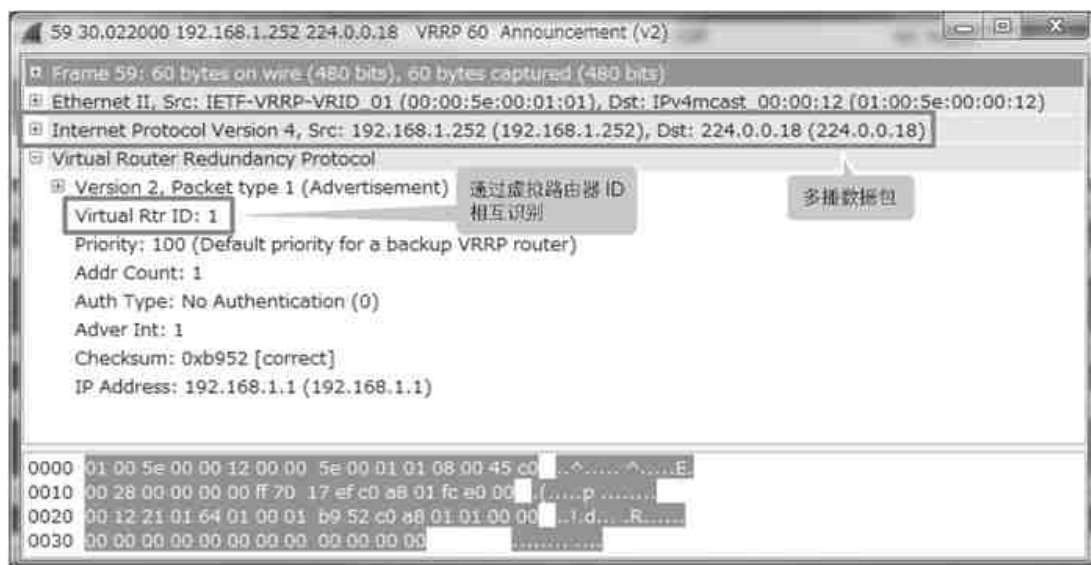 59 30.022000 192.168.1.252 224.0.0.18 VRRP 60 Announcement (v2)
Frame 59: 60 bytes on wire (480 bits), 60 bytes captured (480 bits)
Ethernet II, Src: IETF-VRRP-VRID_01 (00:00:5e:00:01:01), Dst: IPv4mcast_00:00:12 (01:00:5e:00:00:12)
Internet Protocol Version 4, Src: 192.168.1.252 (192.168.1.252), Dst: 224.0.0.18 (224.0.0.18)
Virtual Router Redundancy Protocol
Version 2, Packet type 1 (Advertisement)
通过虚拟路由器 ID
相互识别
多播数据包
Virtual Rtr ID: 1
Priority: 100 (Default priority for a backup VRRP router)
Addr Count: 1
Auth Type: No Authentication (0)
Adver Int: 1
Checksum: 0xb952 [correct]
IP Address: 192.168.1.1 (192.168.1.1)
0000 01 00 5e 00 00 12 00 00 5e 00 01 01 08 00 45 c0 ..^..... ^.....E.
0010 00 28 00 00 00 00 ff 70 17 ef c0 a8 01 fc e0 00 .(.....p ........
0020 00 12 21 01 64 01 00 01 b9 52 c0 a8 01 01 00 00 ..!.d... .R......
0030 00 00 00 00 00 00 00 00 00 00 00 00 ........ ....